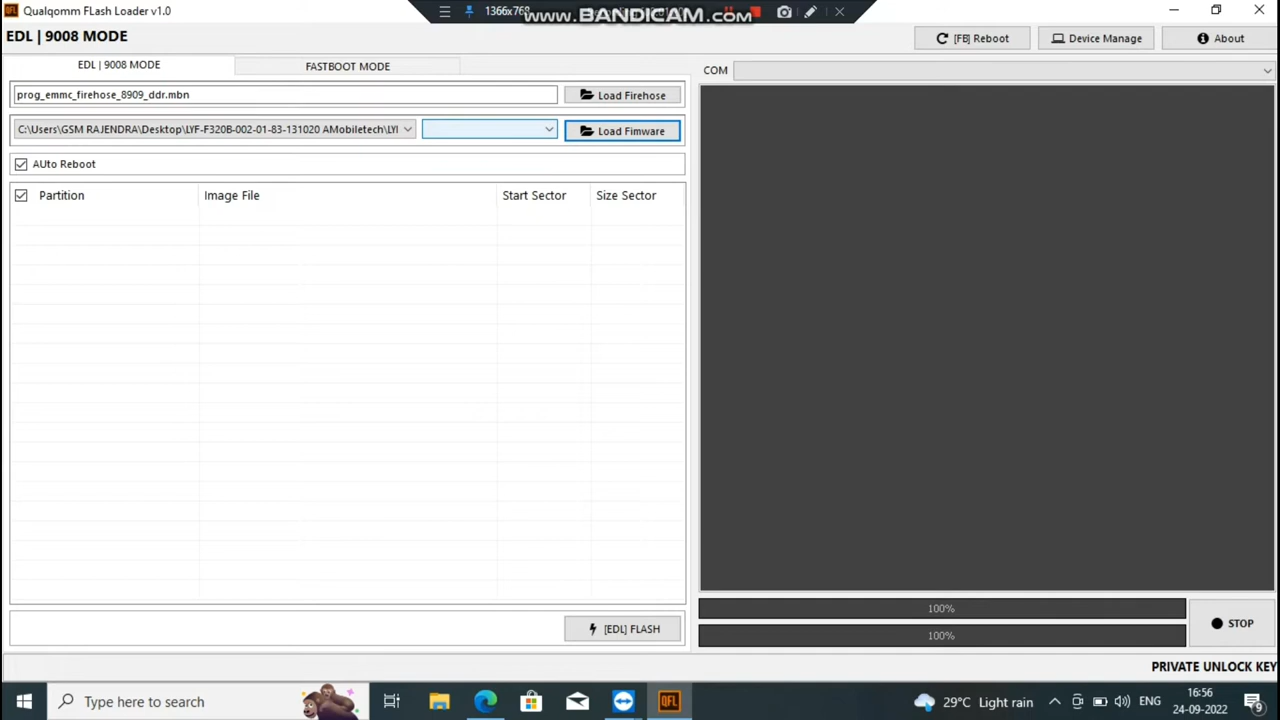 Qualqomm FLash Loader v1.0
1366x768
www.BANDICAM.com
EDL | 9008 MODE
[FB] Reboot
Device Manage
About
EDL | 9008 MODE
FASTBOOT MODE
COM
prog_emmc_firehose_8909_ddr.mbn
Load Firehose
C:\Users\GSM RAJENDRA\Desktop\LYF-F320B-002-01-83-131020 AMobiletech\LYI
Load Fimware
AUto Reboot
Partition
Image File
Start Sector
Size Sector
[EDL] FLASH
100%
100%
STOP
PRIVATE UNLOCK KEY
Type here to search
QFL
29°C Light rain
ENG
16:56
24-09-2022
9